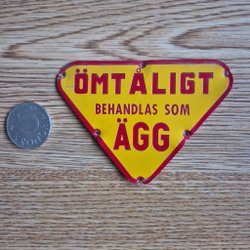 ÖMTÅLIGT
BEHANDLAS SOM
ÄGG